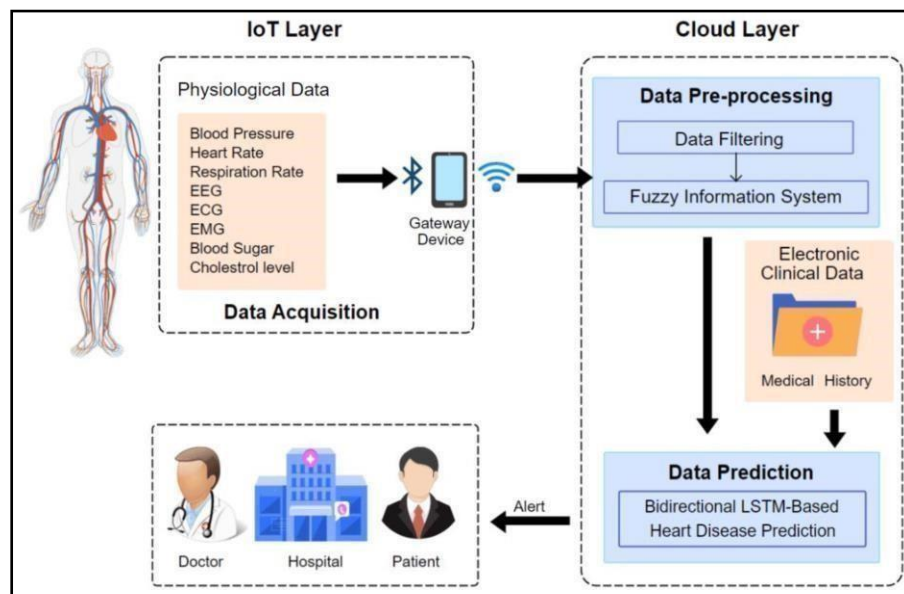 IoT Layer
Physiological Data
Blood Pressure
Heart Rate
Respiration Rate
EEG
ECG
EMG
Blood Sugar
Cholestrol level
Data Acquisition
Gateway
Device
Cloud Layer
Data Pre-processing
Data Filtering
Fuzzy Information System
Electronic
Clinical Data
Medical History
Data Prediction
Bidirectional LSTM-Based
Heart Disease Prediction
Alert
Doctor
Hospital
Patient